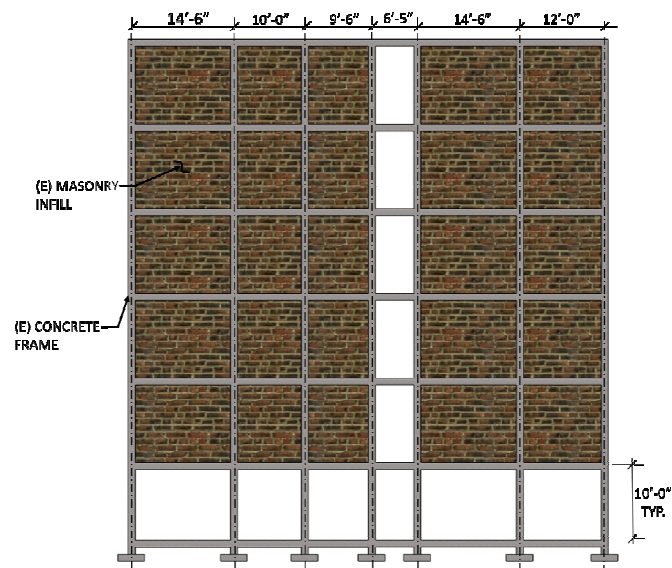 14'-6" 10'-0" 9'-6" 6'-5" 14'-6" 12'-0"
(E) MASONRY
INFILL
(E) CONCRETE
FRAME
10'-0"
TYP.